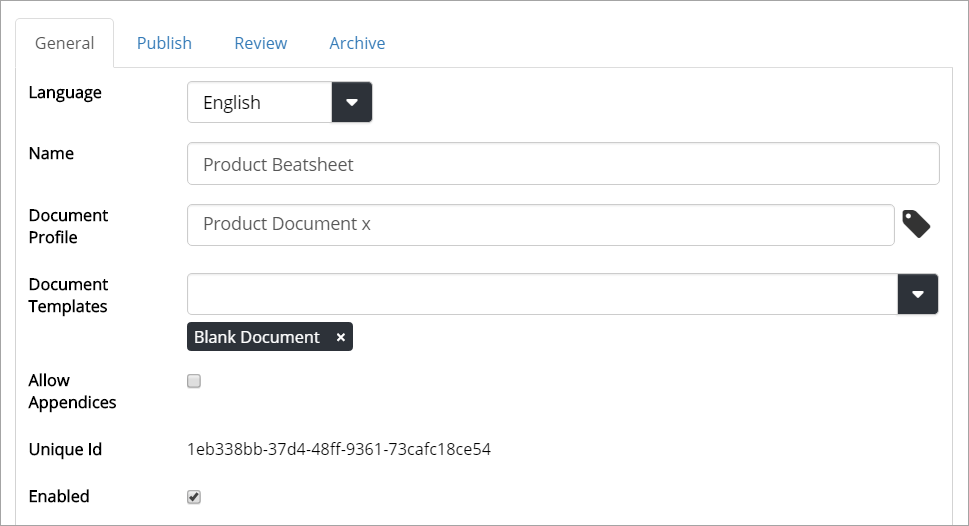 General Publish Review Archive
Language
English
Name
Product Beatsheet
Document
Profile
Product Document x
Document
Templates
Blank Document ×
Allow
Appendices
Unique Id
1eb338bb-37d4-48ff-9361-73cafc18ce54
Enabled